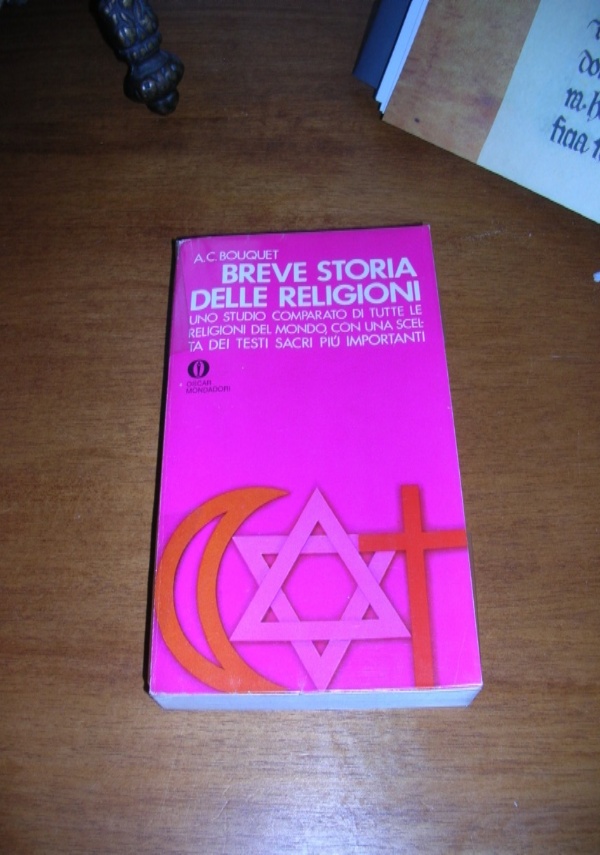 A.C. BOUQUET
BREVE STORIA
DELLE RELIGIONI
UNO STUDIO COMPARATO DI TUTTE LE
RELIGIONI DEL MONDO, CON UNA SCEL-
TA DEI TESTI SACRI PIÚ IMPORTANTI
OSCAR
MONDADORI